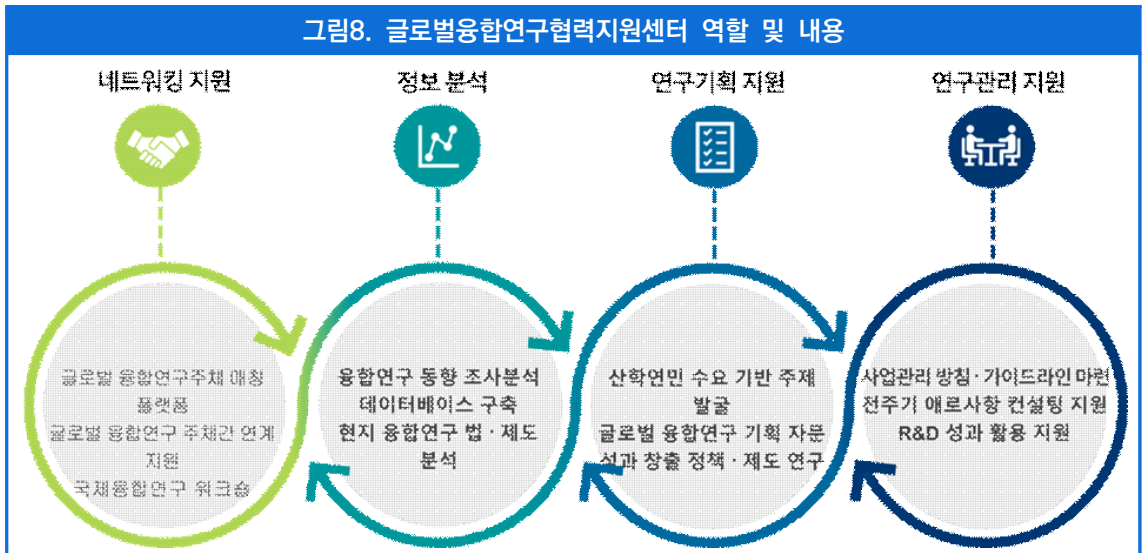 그림8. 글로벌융합연구협력지원센터 역할 및 내용
네트워킹 지원
정보 분석
연구기획 지원
연구관리 지원
글로벌 융합연구주체 매칭
플랫폼
글로벌 융합연구 주체간 연계
지원
국제융합연구 워크숍
융합연구 동향 조사분석
데이터베이스 구축
현지 융합연구 법·제도
분석
산학연민 수요 기반 주제
발굴
글로벌 융합연구 기획 자문
성과 창출 정책·제도 연구
사업관리 방침·가이드라인 마련
전주기 애로사항 컨설팅 지원
R&D 성과 활용 지원